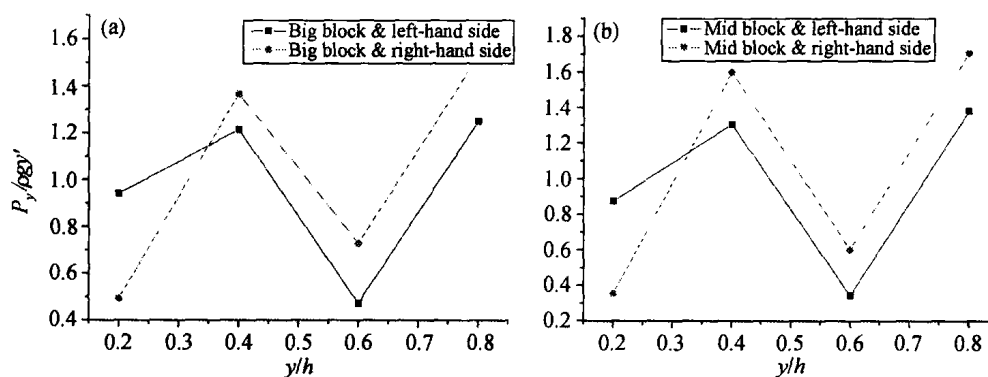 (a)
Big block & left-hand side
Big block & right-hand side
1.6
1.4
1.2
1.0
0.8
0.6
0.4
P_y/ρgy'
0.2 0.3 0.4 0.5 0.6 0.7 0.8
y/h
(b)
Mid block & left-hand side
Mid block & right-hand side
1.8
1.6
1.4
1.2
1.0
0.8
0.6
0.4
0.2
0.2 0.3 0.4 0.5 0.6 0.7 0.8
y/h